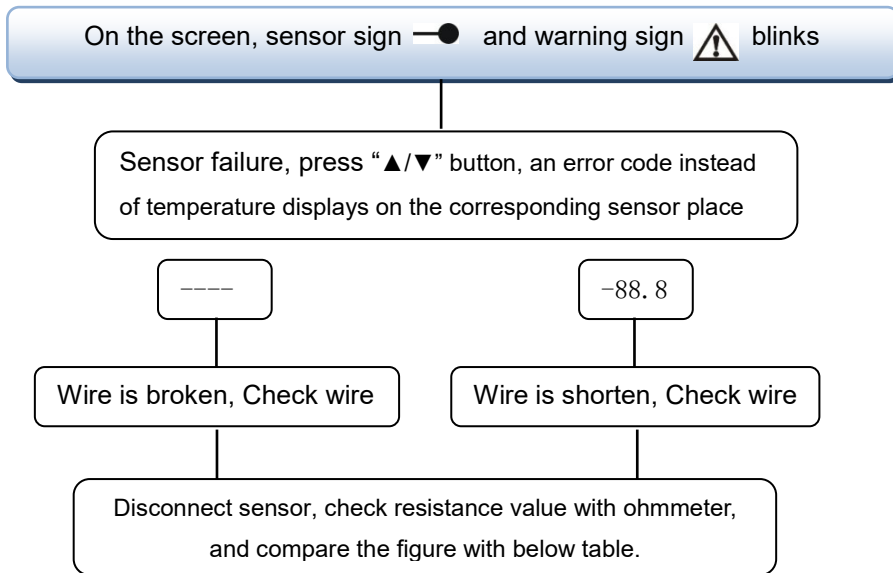 On the screen, sensor sign and warning sign blinks
Sensor failure, press “▲/▼” button, an error code instead
of temperature displays on the corresponding sensor place
----
-88.8
Wire is broken, Check wire
Wire is shorten, Check wire
Disconnect sensor, check resistance value with ohmmeter,
and compare the figure with below table.